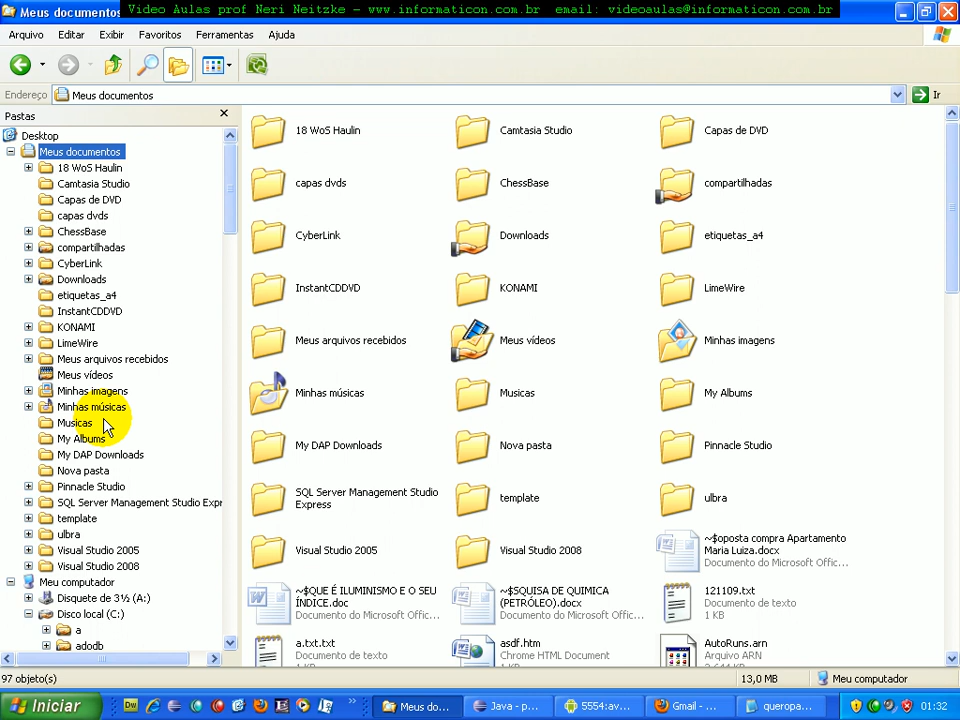 Meus documentos
Video Aulas prof Neri Neitzke - www.informaticon.com.br email: videoaulas@informaticon.com.br
Arquivo Editar Exibir Favoritos Ferramentas Ajuda
Endereço Meus documentos Ir
Pastas
Desktop
Meus documentos
18 WoS Haulin
Camtasia Studio
Capas de DVD
capas dvds
ChessBase
compartilhadas
CyberLink
Downloads
etiquetas_a4
InstantCDDVD
KONAMI
LimeWire
Meus arquivos recebidos
Meus vídeos
Minhas imagens
Minhas músicas
Musicas
My Albums
My DAP Downloads
Nova pasta
Pinnacle Studio
SQL Server Management Studio Expr
template
ulbra
Visual Studio 2005
Visual Studio 2008
Meu computador
Disquete de 3½ (A:)
Disco local (C:)
a
adodb
18 WoS Haulin Camtasia Studio Capas de DVD
capas dvds ChessBase compartilhadas
CyberLink Downloads etiquetas_a4
InstantCDDVD KONAMI LimeWire
Meus arquivos recebidos Meus vídeos Minhas imagens
Minhas músicas Musicas My Albums
My DAP Downloads Nova pasta Pinnacle Studio
SQL Server Management Studio
Express
template ulbra
Visual Studio 2005 Visual Studio 2008
~$oposta compra Apartamento
Maria Luiza.docx
Documento do Microsoft Offic...
~$QUE É ILUMINISMO E O SEU
ÍNDICE.doc
Documento do Microsoft Offic...
~$SQUISA DE QUIMICA
(PETRÓLEO).docx
Documento do Microsoft Offic...
121109.txt
Documento de texto
1 KB
a.txt.txt
Documento de texto
1 KB
asdf.htm
Chrome HTML Document
AutoRuns.arn
Arquivo ARN
97 objeto(s) 13,0 MB Meu computador
Iniciar Meus do... Java - p... 5554:av... Gmail - ... queropa... 01:32